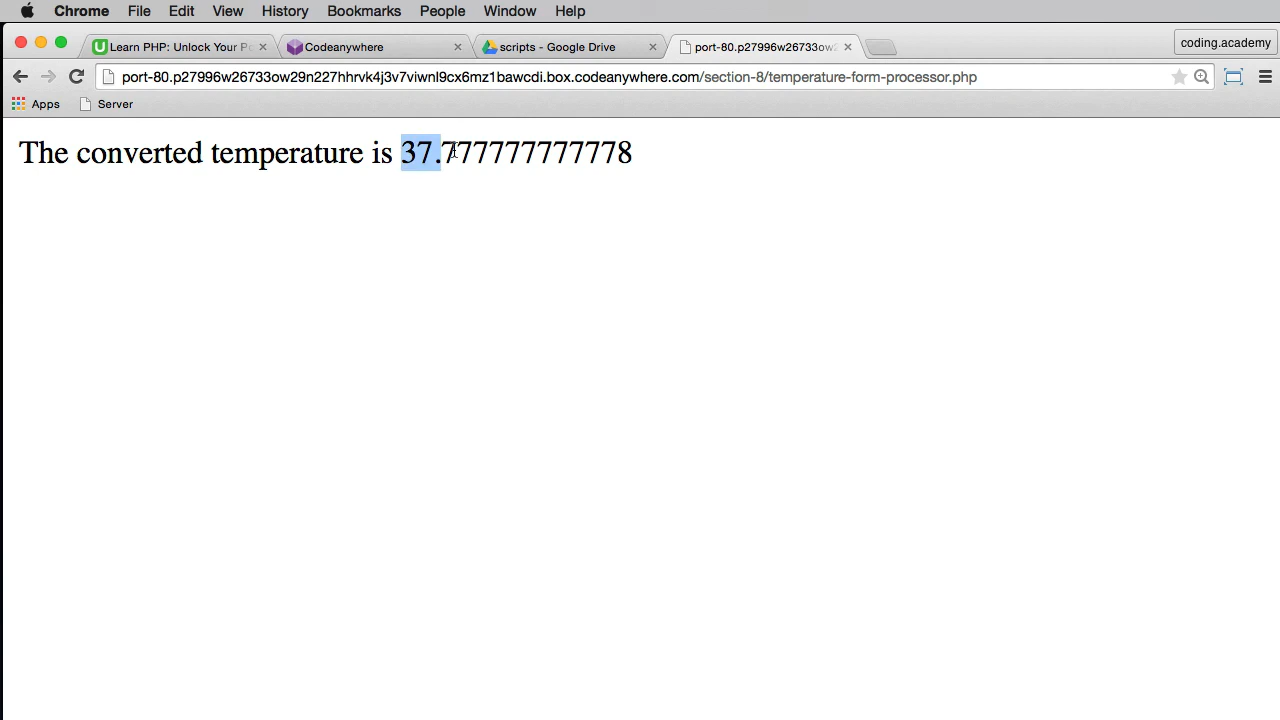 Chrome File Edit View History Bookmarks People Window Help
Learn PHP: Unlock Your P
Codeanywhere
scripts - Google Drive
port-80.p27996w26733ow2
coding.academy
port-80.p27996w26733ow29n227hhrvk4j3v7viwnl9cx6mz1bawcdi.box.codeanywhere.com/section-8/temperature-form-processor.php
Apps Server
The converted temperature is 37.777777777778